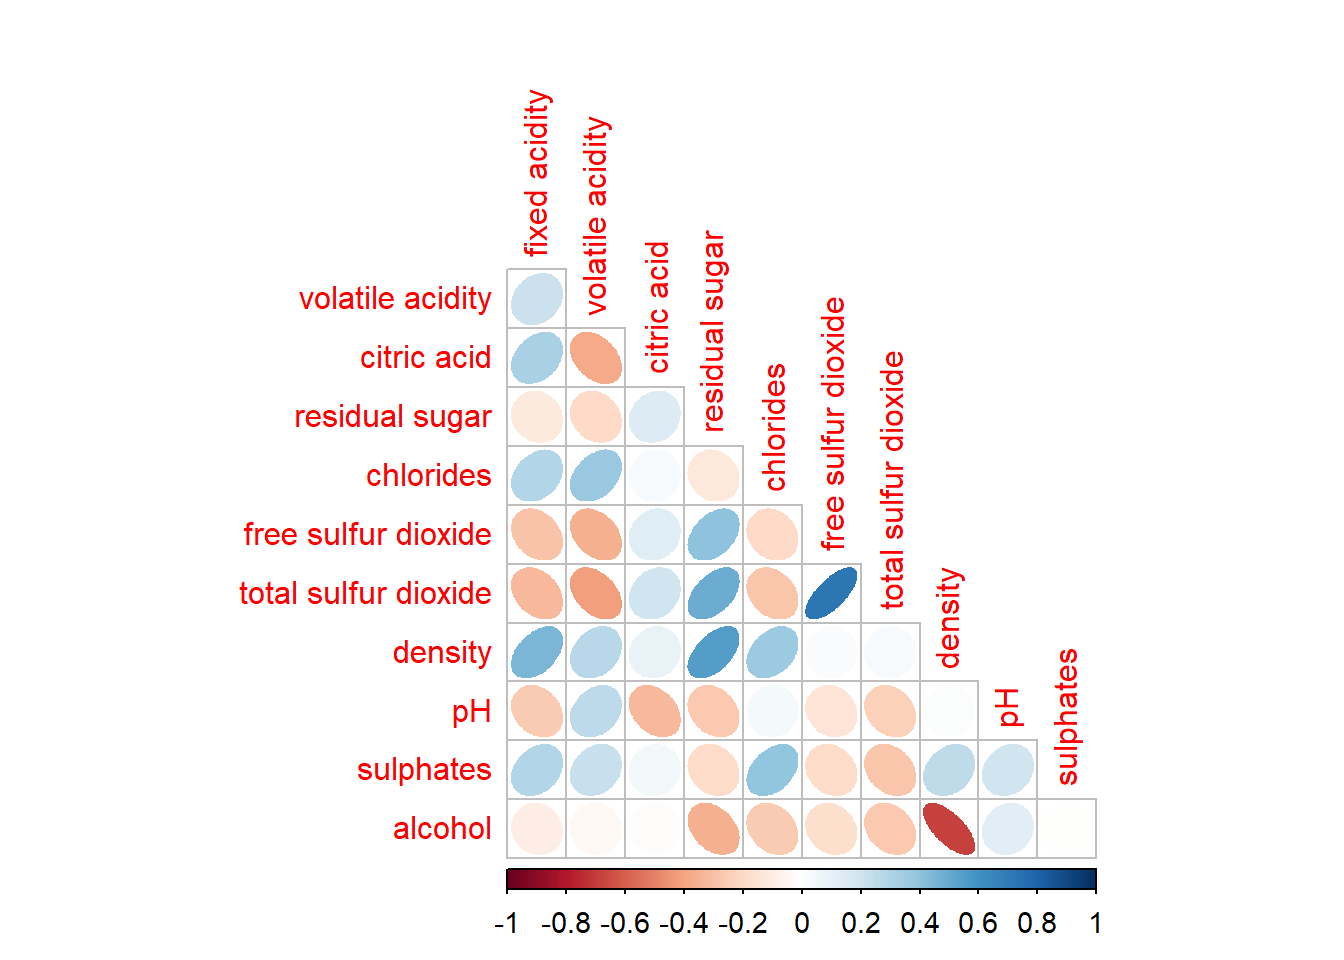 fixed acidity
volatile acidity
citric acid
residual sugar
chlorides
free sulfur dioxide
total sulfur dioxide
density
pH
sulphates
volatile acidity
citric acid
residual sugar
chlorides
free sulfur dioxide
total sulfur dioxide
density
pH
sulphates
alcohol
-1 -0.8 -0.6 -0.4 -0.2 0 0.2 0.4 0.6 0.8 1